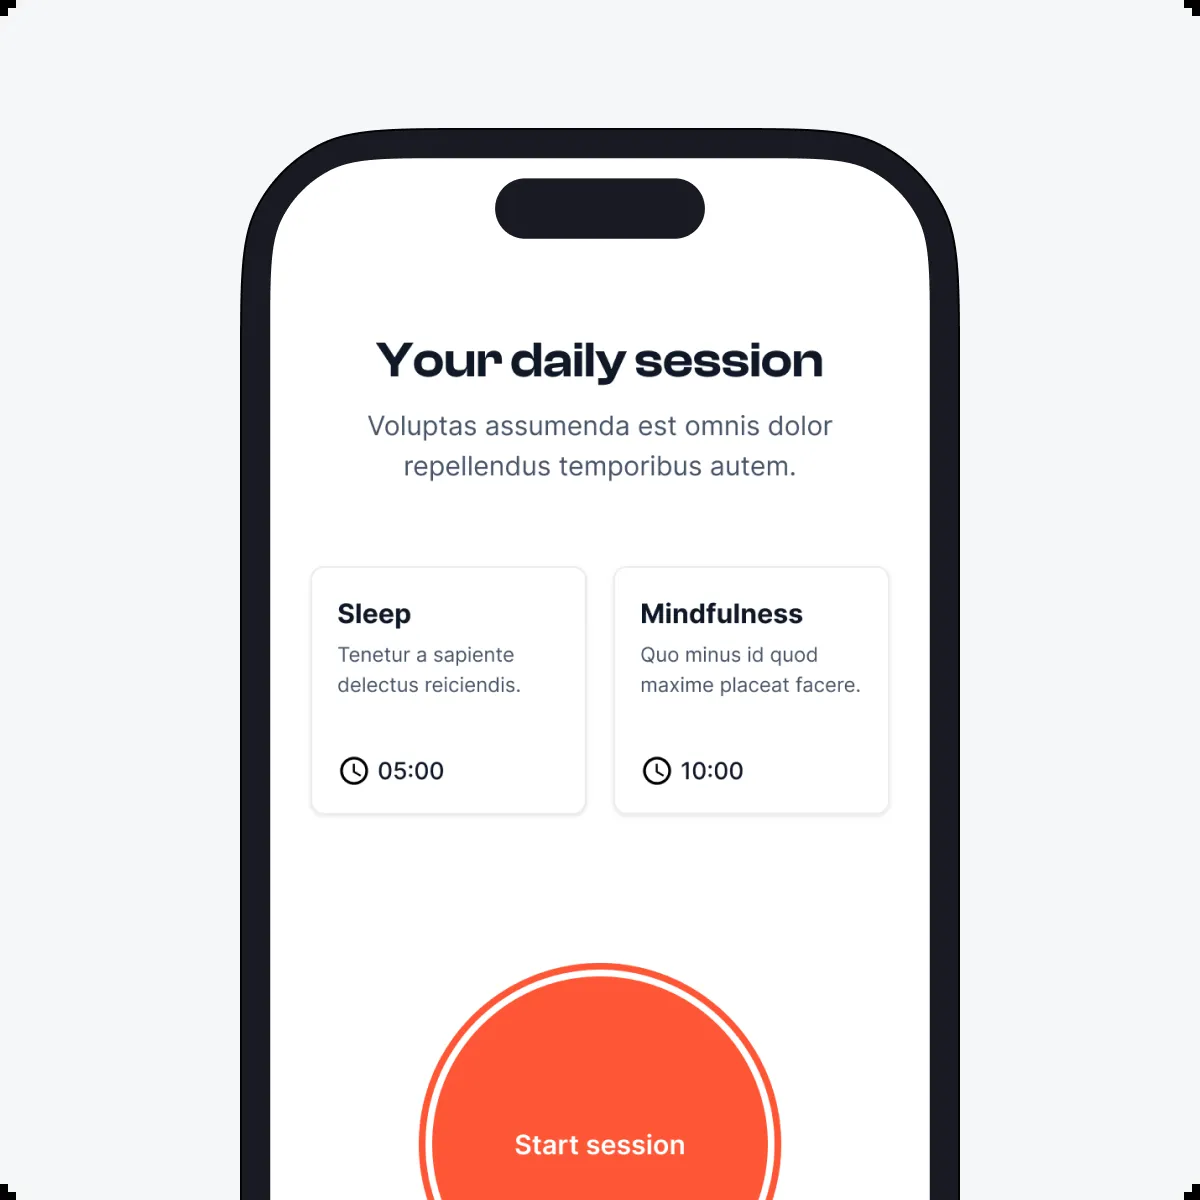 Your daily session
Voluptas assumenda est omnis dolor
repellendus temporibus autem.
Sleep
Tenetur a sapiente
delectus reiciendis.
05:00
Mindfulness
Quo minus id quod
maxime placeat facere.
10:00
Start session